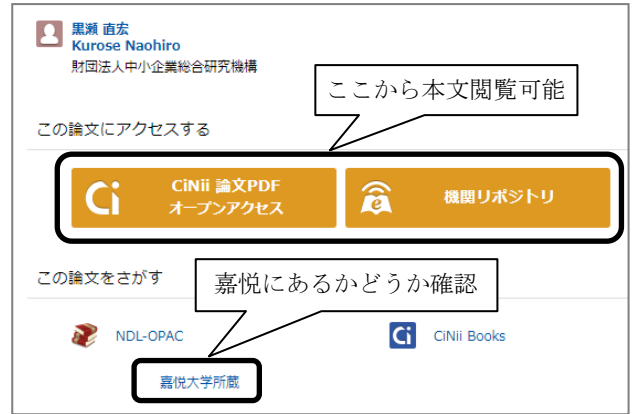 黒瀬 直宏
Kurose Naohiro
財団法人中小企業総合研究機構
ここから本文閲覧可能
この論文にアクセスする
CiNii 論文PDF
オープンアクセス
機関リポジトリ
この論文をさがす
嘉悦にあるかどうか確認
NDL-OPAC
CiNii Books
嘉悦大学所蔵